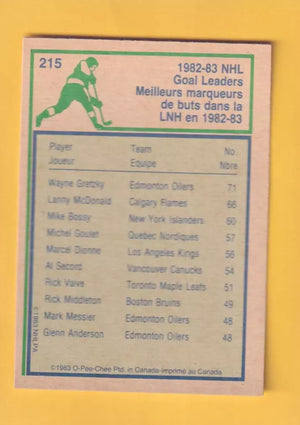 215
1982-83 NHL
Goal Leaders
Meilleurs marqueurs
de buts dans la
LNH en 1982-83
Player Team No.
Joueur Equipe Nbre
Wayne Gretzky Edmonton Oilers 71
Lanny McDonald Calgary Flames 66
Mike Bossy New York Islanders 60
Michel Goulet Quebec Nordiques 57
Marcel Dionne Los Angeles Kings 56
Al Secord Vancouver Canucks 54
Rick Vaive Toronto Maple Leafs 51
Rick Middleton Boston Bruins 49
Mark Messier Edmonton Oilers 48
Glenn Anderson Edmonton Oilers 48
©1983 NHLPA
©1983 O-Pee-Chee Ptd. in Canada-Imprimé au Canada